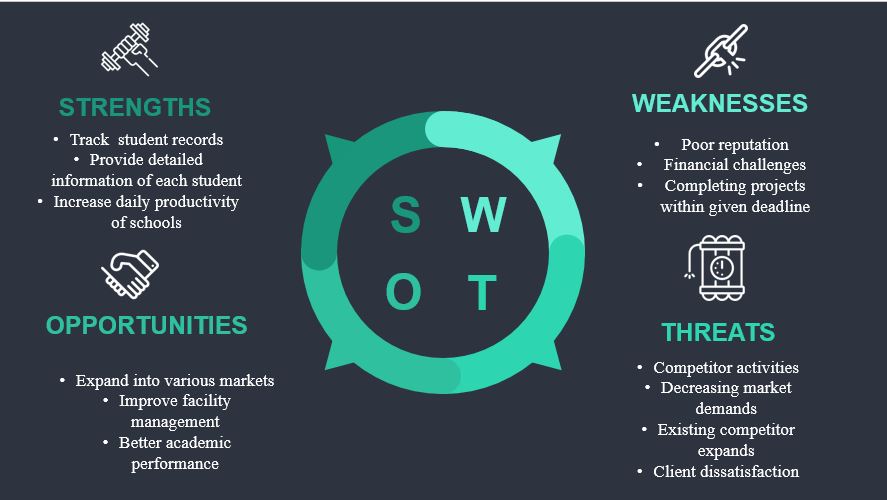 STRENGTHS
• Track student records
• Provide detailed
information of each student
• Increase daily productivity
of schools
WEAKNESSES
• Poor reputation
• Financial challenges
• Completing projects
within given deadline
S W
O T
OPPORTUNITIES
• Expand into various markets
• Improve facility
management
• Better academic
performance
THREATS
• Competitor activities
• Decreasing market
demands
• Existing competitor
expands
• Client dissatisfaction